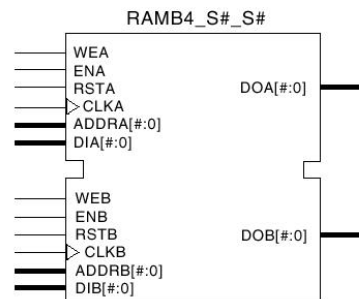 RAMB4_S#_S#
WEA
ENA
RSTA
CLKA
ADDRA[#:0]
DIA[#:0]
DOA[#:0]
WEB
ENB
RSTB
CLKB
ADDRB[#:0]
DIB[#:0]
DOB[#:0]